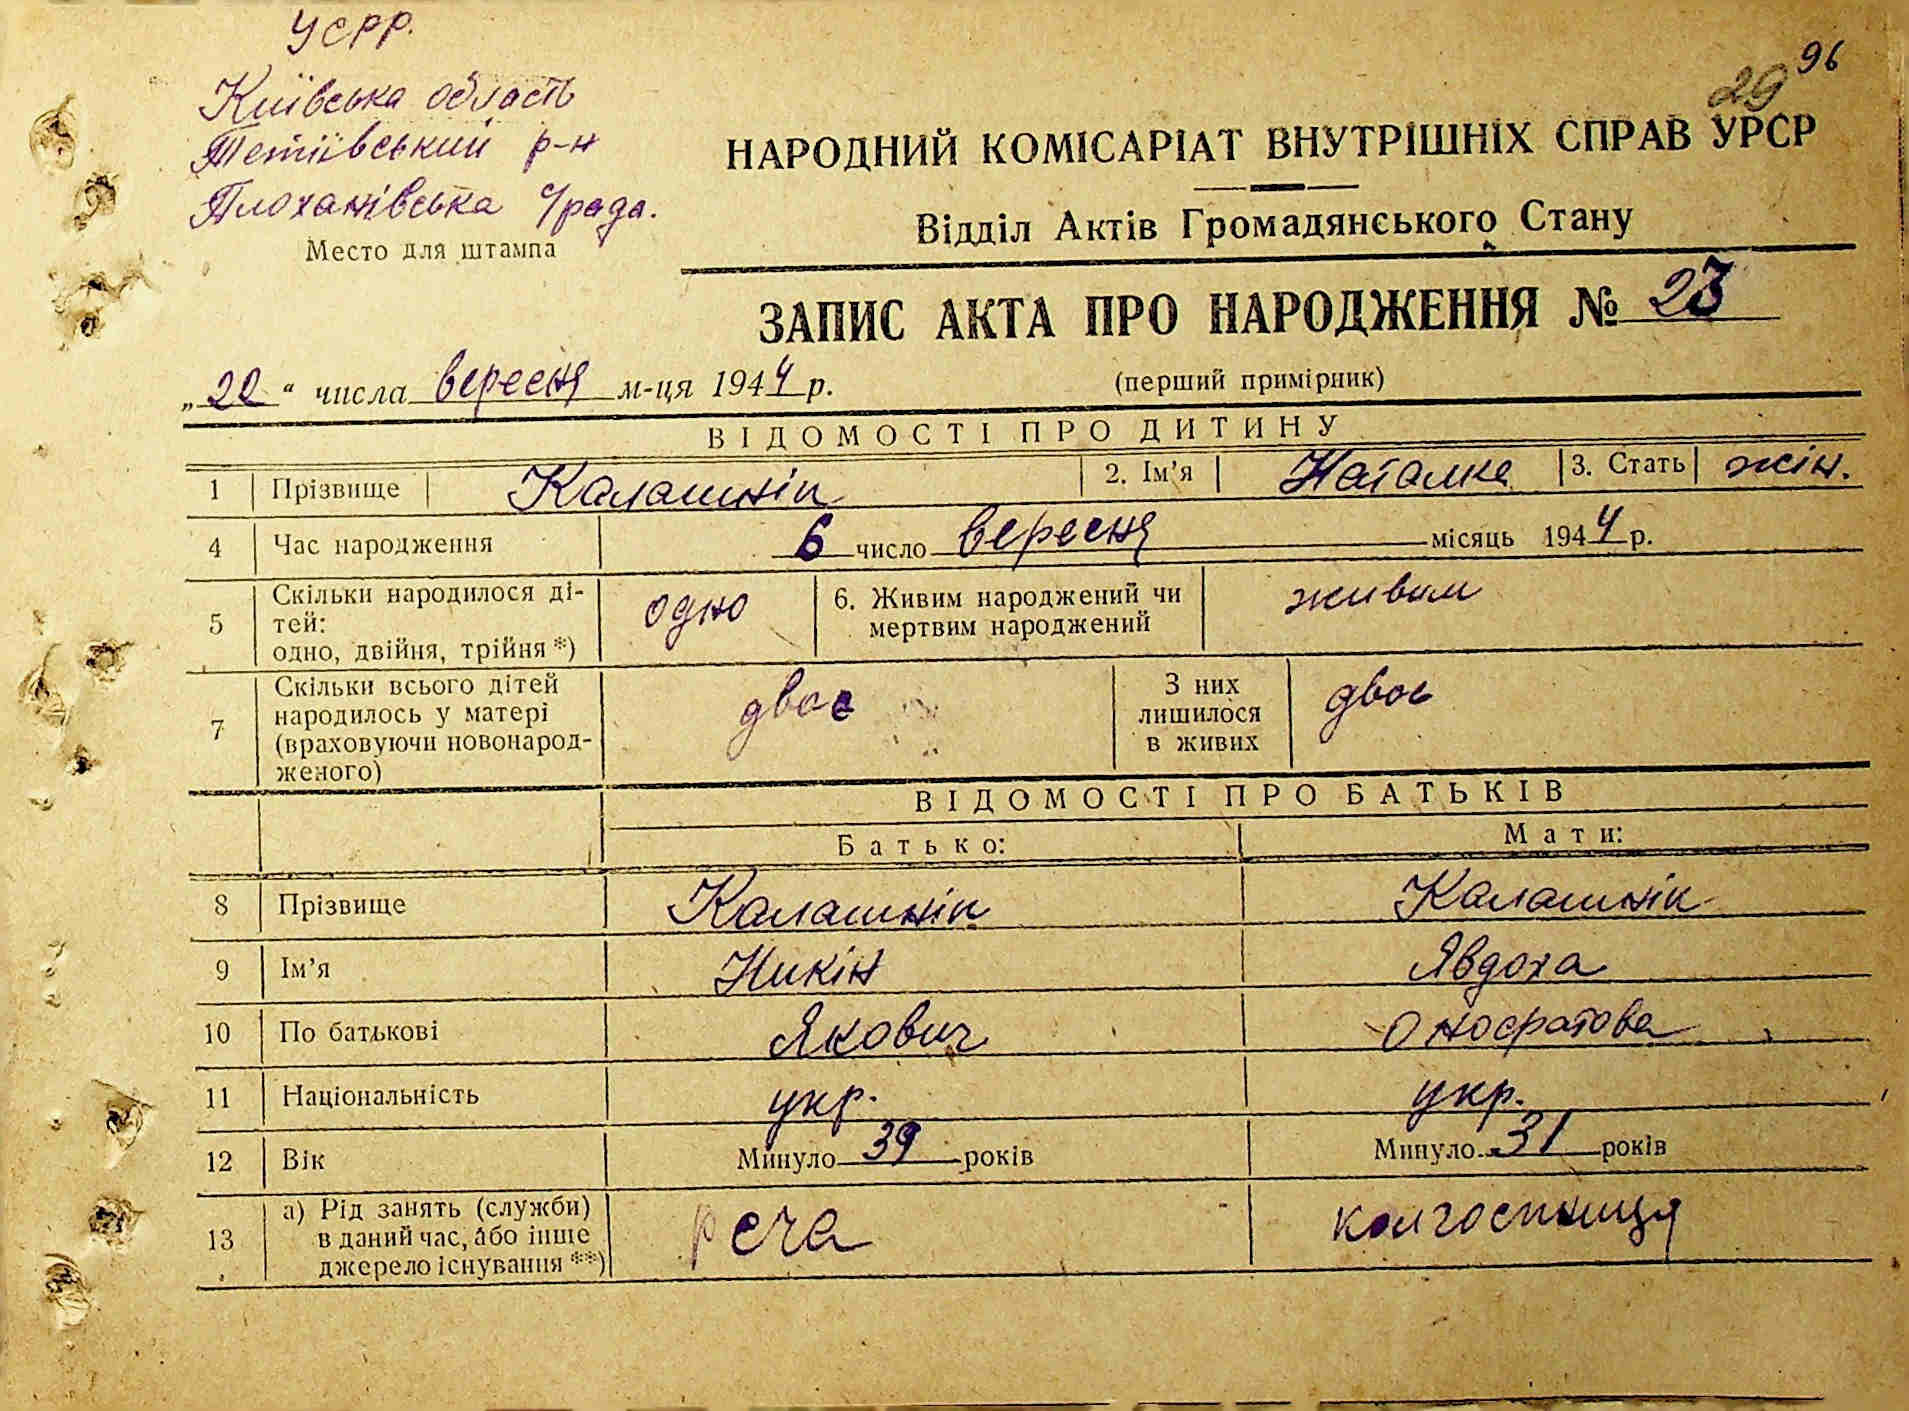 96
29
УСРР.
Київська область
Тетіївський р-н
Плоханівська с/рада.
Место для штампа
НАРОДНИЙ КОМІСАРІАТ ВНУТРІШНІХ СПРАВ УРСР
Відділ Актів Громадянського Стану
ЗАПИС АКТА ПРО НАРОДЖЕННЯ № 23
„22“ числа вересня м-ця 1944 р.
(перший примірник)
ВІДОМОСТІ ПРО ДИТИНУ
1 Прізвище Калашнік 2. Ім’я Наталка 3. Стать жін.
4 Час народження 6 число вересня місяць 1944 р.
5 Скільки народилося ді-
тей:
одно, двійня, трійня *)
одно
6. Живим народжений чи
мертвим народжений
живим
7 Скільки всього дітей
народилось у матері
(враховуючи новонарод-
женого)
двоє
З них
лишилося
в живих
двоє
ВІДОМОСТІ ПРО БАТЬКІВ
Батько: Мати:
8 Прізвище Калашнік Калашнік
9 Ім’я Никін Явдоха
10 По батькові Якович Оносратова
11 Національність укр. укр.
12 Вік Минуло 39 років Минуло 31 років
13 а) Рід занять (служби)
в даний час, або інше
джерело існування **)
речa колгоспниця